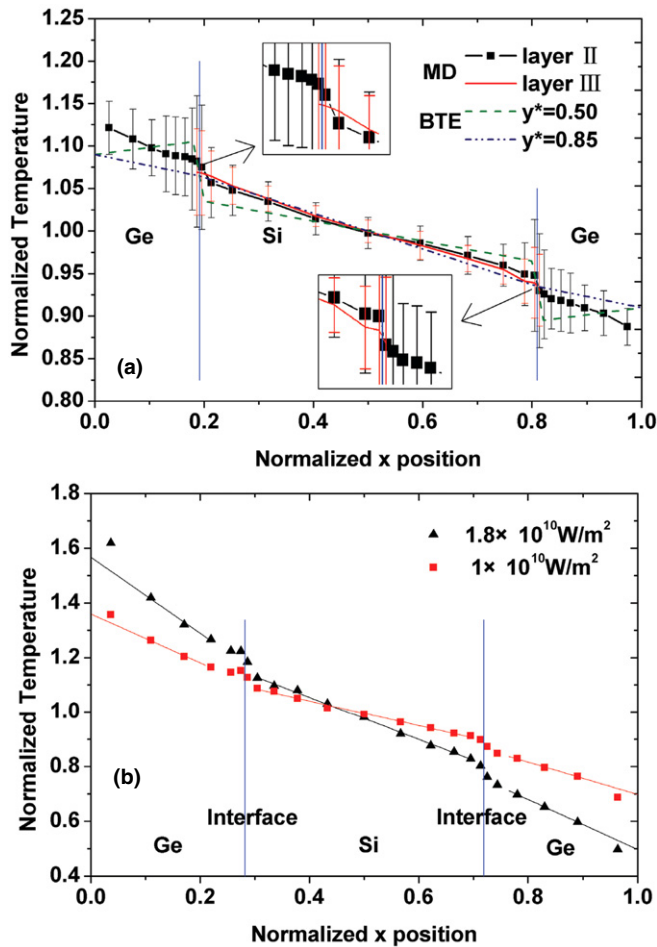 1.25
1.20
1.15
1.10
1.05
1.00
0.95
0.90
0.85
0.80
Normalized Temperature
MD
BTE
layer II
layer III
y*=0.50
y*=0.85
Ge
Si
Ge
(a)
0.0 0.2 0.4 0.6 0.8 1.0
Normalized x position
1.8
1.6
1.4
1.2
1.0
0.8
0.6
0.4
Normalized Temperature
1.8× 10¹⁰W/m²
1× 10¹⁰W/m²
(b)
Interface Interface
Ge Si Ge
0.0 0.2 0.4 0.6 0.8 1.0
Normalized x position